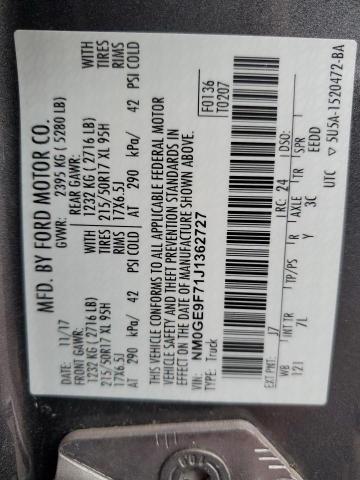 MFD. BY FORD MOTOR CO.
DATE: 11/17 GVWR: 2395 KG ( 5280 LB)
FRONT GAWR: REAR GAWR: WITH
1232 KG ( 2716 LB) 1232 KG ( 2716 LB) TIRES
215/50R17 XL 95H 215/50R17 XL 95H RIMS
17X6.5J 17X6.5J
AT 290 kPa/ 42 PSI COLD AT 290 kPa/ 42 PSI COLD
WITH
TIRES
RIMS
THIS VEHICLE CONFORMS TO ALL APPLICABLE FEDERAL MOTOR
VEHICLE SAFETY AND THEFT PREVENTION STANDARDS IN
EFFECT ON THE DATE OF MANUFACTURE SHOWN ABOVE.
VIN: NM0GE9F71J1362727 F0136
TYPE: Truck T0207
EXT PNT: J7 RC: 24 DSO:
WB INT TR TP/PS R AXLE TR SPR
121 7L Y 3C EEDD
UTC ▽ 5U5A-1520472-BA